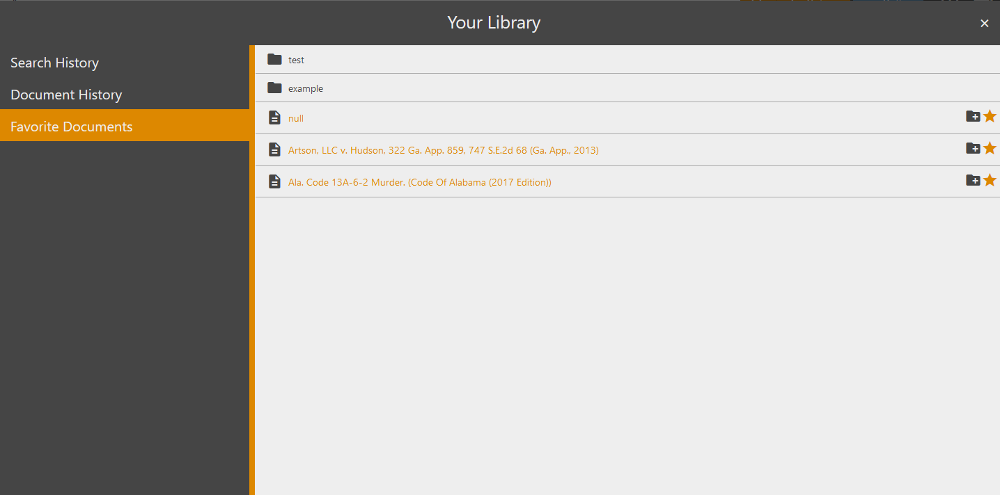 Your Library
×
Search History
Document History
Favorite Documents
test
example
null
Artson, LLC v. Hudson, 322 Ga. App. 859, 747 S.E.2d 68 (Ga. App., 2013)
Ala. Code 13A-6-2 Murder. (Code Of Alabama (2017 Edition))